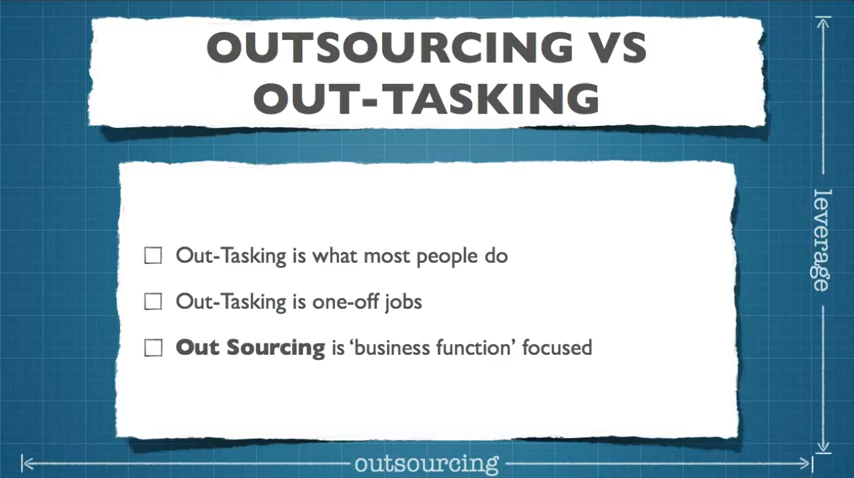 OUTSOURCING VS
OUT-TASKING
Out-Tasking is what most people do
Out-Tasking is one-off jobs
Out Sourcing is ‘business function’ focused
leverage
outsourcing